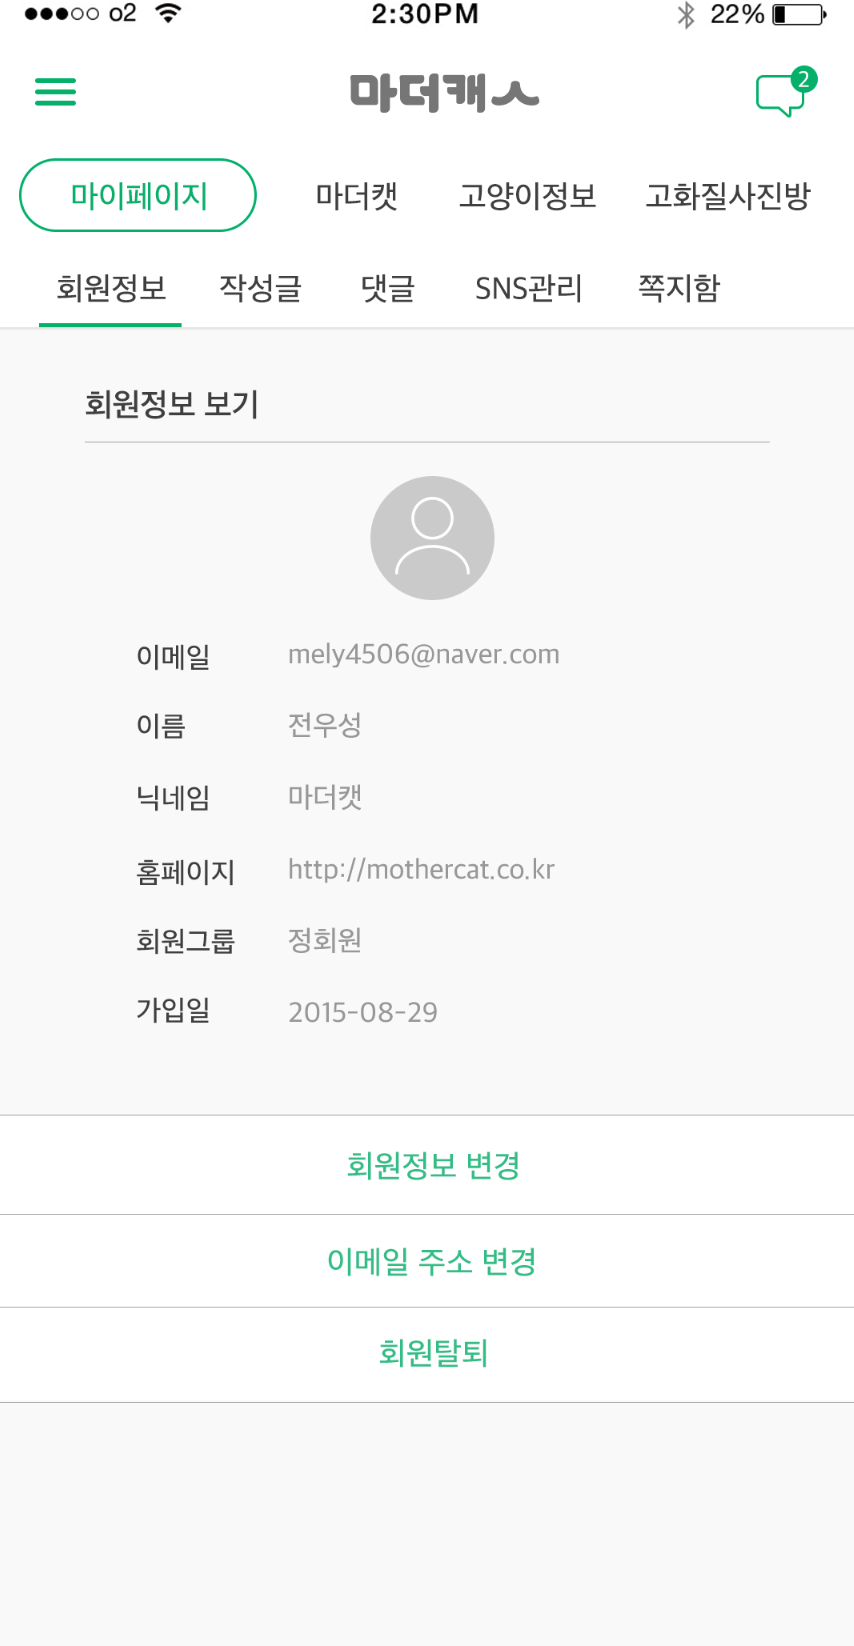 o2 2:30PM 22%
마더캣 2
마이페이지 마더캣 고양이정보 고화질사진방
회원정보 작성글 댓글 SNS관리 쪽지함
회원정보 보기
이메일 mely4506@naver.com
이름 전우성
닉네임 마더캣
홈페이지 http://mothercat.co.kr
회원그룹 정회원
가입일 2015-08-29
회원정보 변경
이메일 주소 변경
회원탈퇴